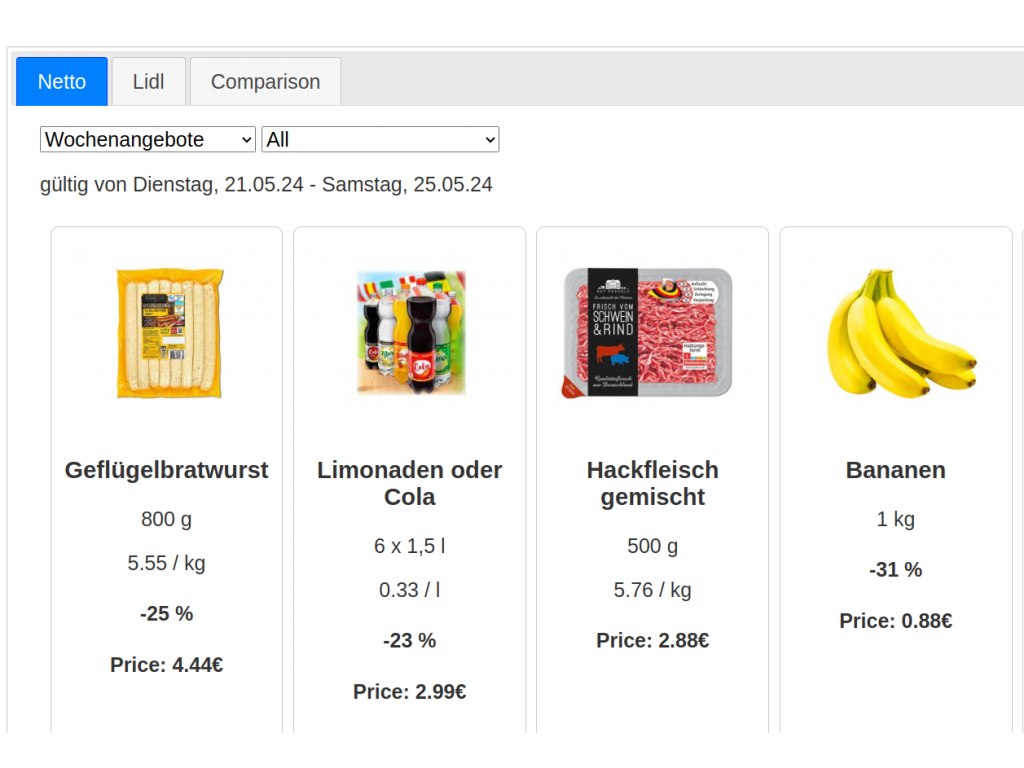 Netto
Lidl
Comparison
Wochenangebote
All
gültig von Dienstag, 21.05.24 - Samstag, 25.05.24
FRISCH VOM
SCHWEIN
& RIND
Geflügelbratwurst
800 g
5.55 / kg
-25 %
Price: 4.44€
Cola
Limonaden oder
Cola
6 x 1,5 l
0.33 / l
-23 %
Price: 2.99€
Hackfleisch
gemischt
500 g
5.76 / kg
Price: 2.88€
Bananen
1 kg
-31 %
Price: 0.88€